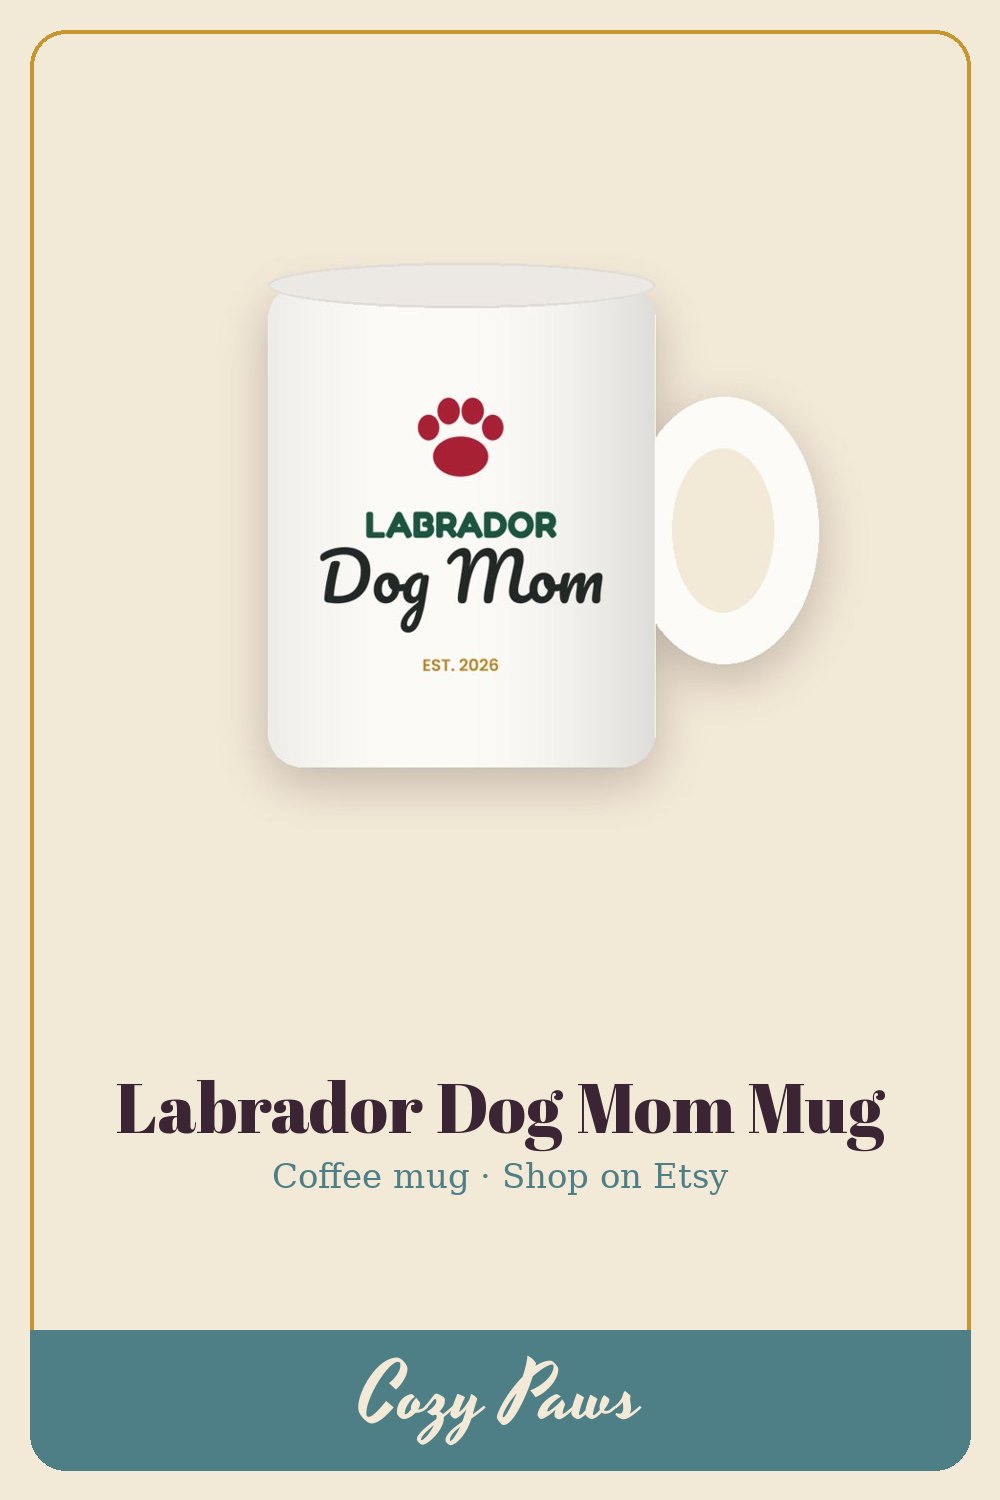 LABRADOR
Dog Mom
EST. 2026
Labrador Dog Mom Mug
Coffee mug · Shop on Etsy
Cozy Paws